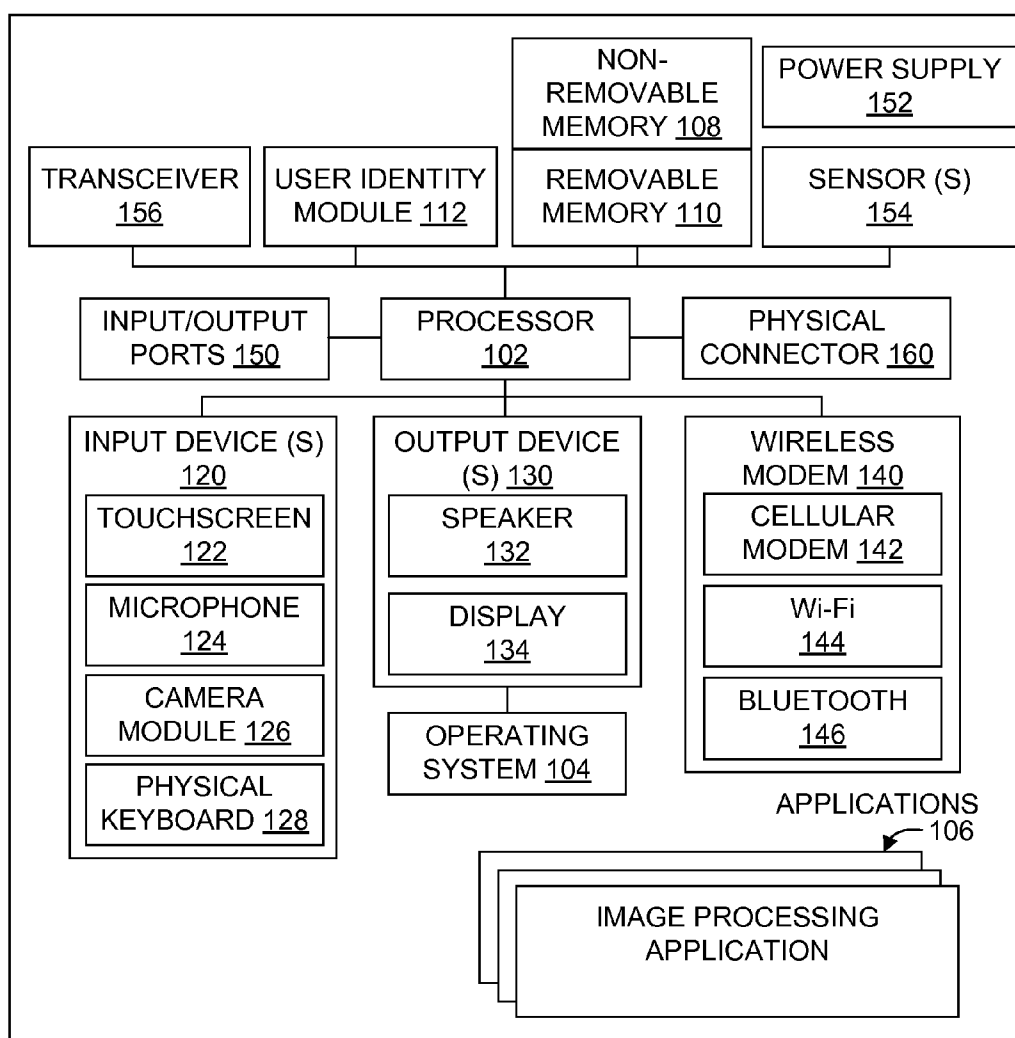 NON-
REMOVABLE
MEMORY 108
POWER SUPPLY
152
TRANSCEIVER
156
USER IDENTITY
MODULE 112
REMOVABLE
MEMORY 110
SENSOR (S)
154
INPUT/OUTPUT
PORTS 150
PROCESSOR
102
PHYSICAL
CONNECTOR 160
INPUT DEVICE (S)
120
TOUCHSCREEN
122
MICROPHONE
124
CAMERA
MODULE 126
PHYSICAL
KEYBOARD 128
OUTPUT DEVICE
(S) 130
SPEAKER
132
DISPLAY
134
OPERATING
SYSTEM 104
WIRELESS
MODEM 140
CELLULAR
MODEM 142
Wi-Fi
144
BLUETOOTH
146
APPLICATIONS
106
IMAGE PROCESSING
APPLICATION